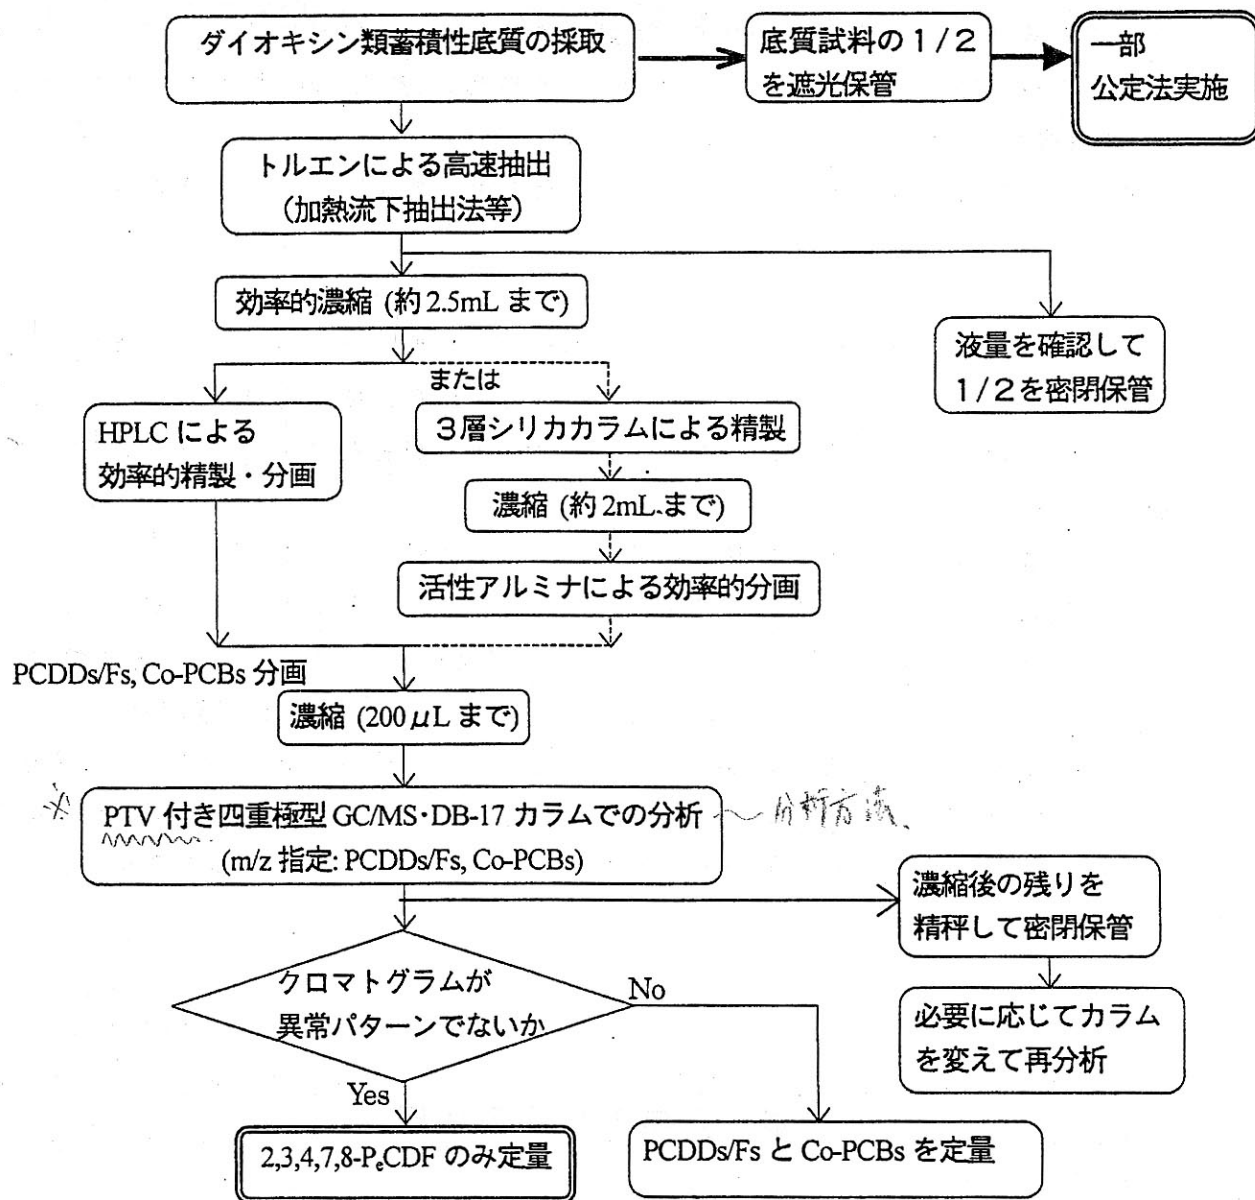 ダイオキシン類蓄積性底質の採取
底質試料の1/2
を遮光保管
一部
公定法実施
トルエンによる高速抽出
(加熱流下抽出法等)
効率的濃縮 (約2.5mL まで)
液量を確認して
1/2を密閉保管
または
HPLC による
効率的精製・分画
3層シリカカラムによる精製
濃縮 (約2mL まで)
活性アルミナによる効率的分画
PCDDs/Fs, Co-PCBs 分画
濃縮 (200μL まで)
※
PTV 付き四重極型 GC/MS・DB-17 カラムでの分析
(m/z 指定: PCDDs/Fs, Co-PCBs)
分析方法
濃縮後の残りを
精秤して密閉保管
クロマトグラムが
異常パターンでないか
No
必要に応じてカラム
を変えて再分析
Yes
2,3,4,7,8-PeCDF のみ定量
PCDDs/Fs と Co-PCBs を定量